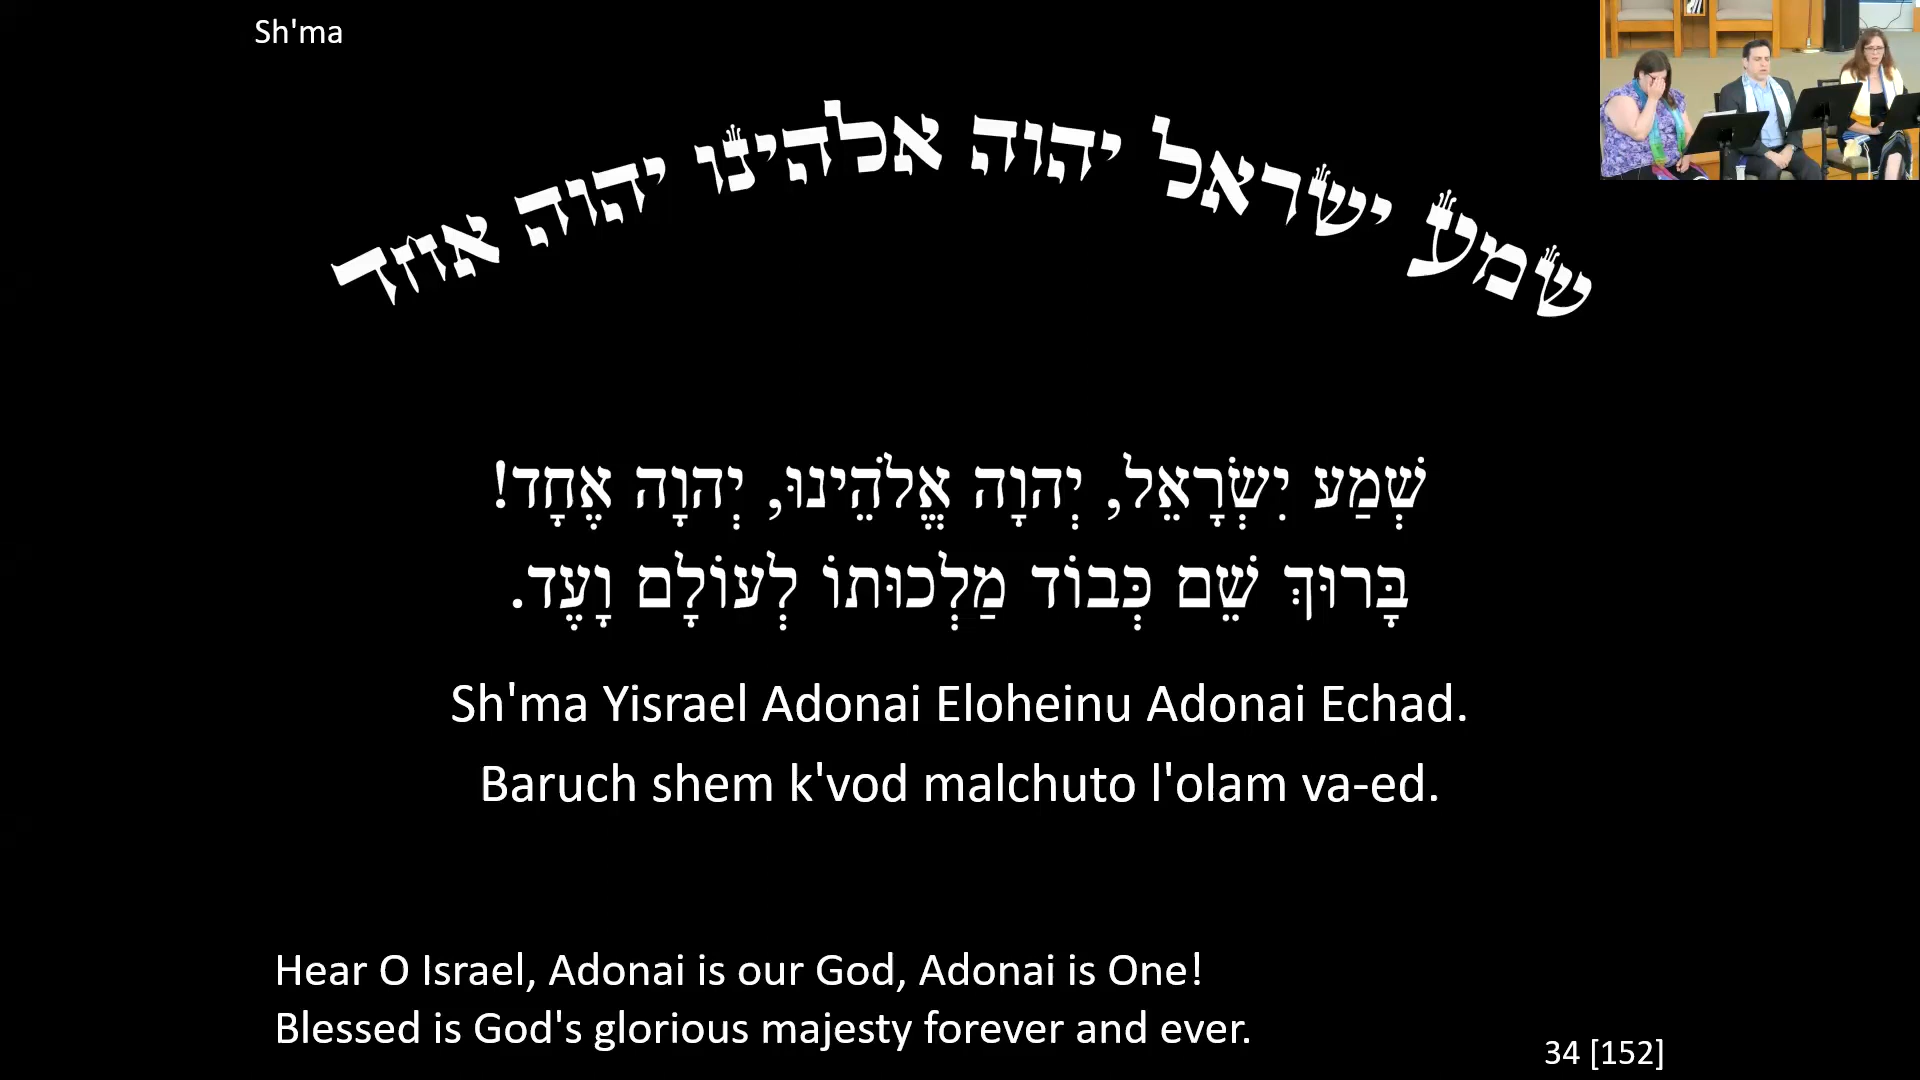 Sh'ma
שמע ישראל יהוה אלהינו יהוה אחד
שְׁמַע יִשְׂרָאֵל, יְהוָה אֱלֹהֵינוּ, יְהוָה אֶחָד!
בָּרוּךְ שֵׁם כְּבוֹד מַלְכוּתוֹ לְעוֹלָם וָעֶד.
Sh'ma Yisrael Adonai Eloheinu Adonai Echad.
Baruch shem k'vod malchuto l'olam va-ed.
Hear O Israel, Adonai is our God, Adonai is One!
Blessed is God's glorious majesty forever and ever.
34 [152]